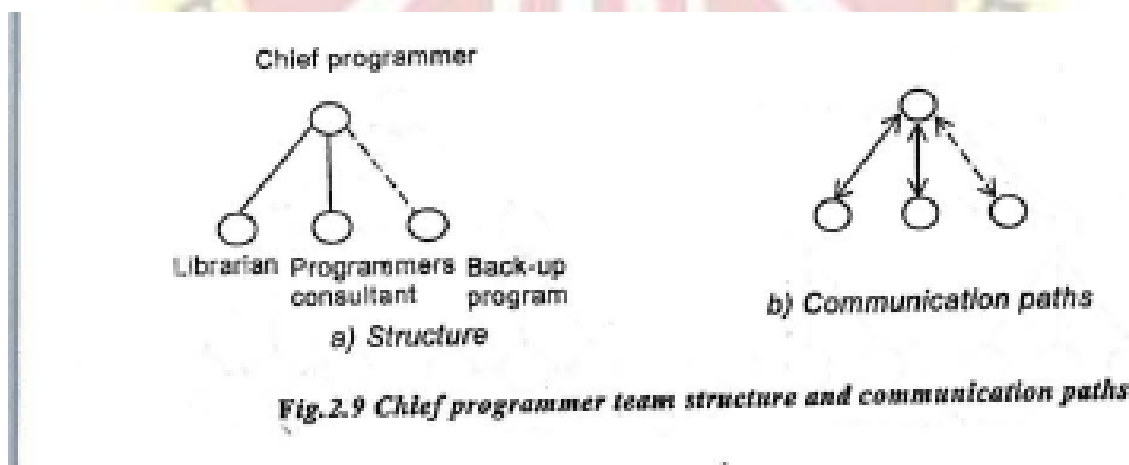 Chief programmer
Librarian Programmers Back-up
consultant program
a) Structure
b) Communication paths
Fig.2.9 Chief programmer team structure and communication paths